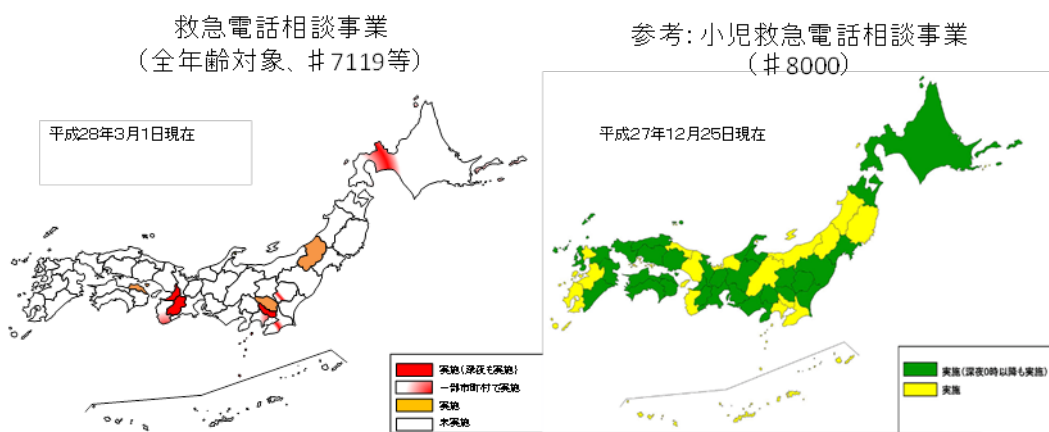 救急電話相談事業
（全年齢対象、♯7119等）
平成28年3月1日現在
実施（深夜も実施）
一部市町村で実施
実施
未実施
参考：小児救急電話相談事業
（♯8000）
平成27年12月25日現在
実施（深夜0時以降も実施）
実施